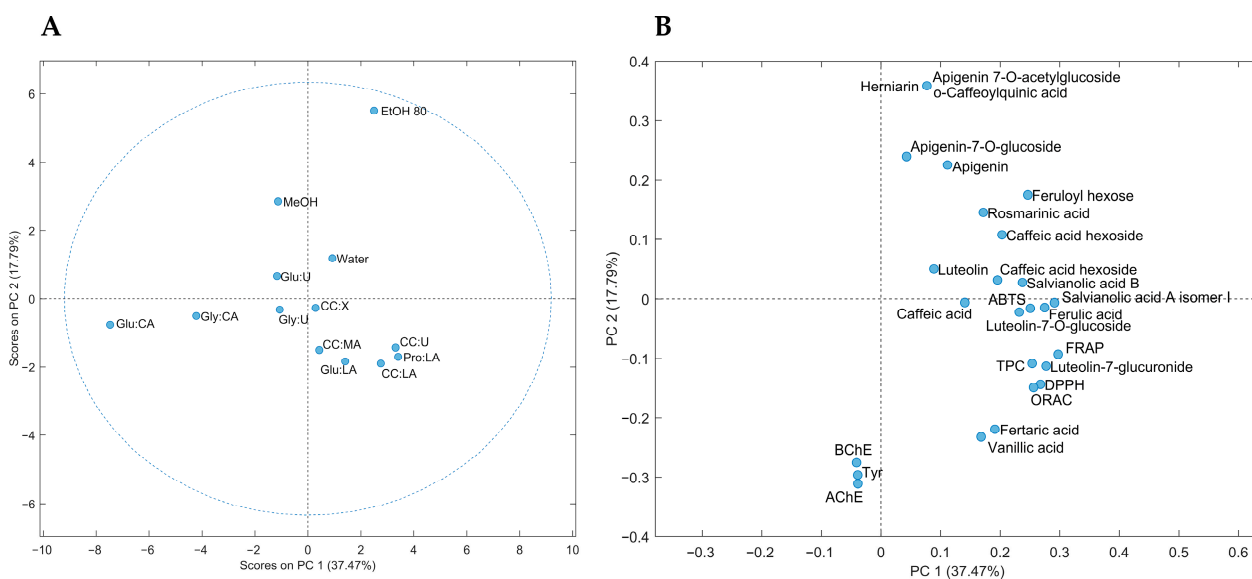 A
B
6
4
2
0
−2
−4
−6
−10
−8
−6
−4
−2
0
2
4
6
8
10
Scores on PC 2 (17.79%)
Scores on PC 1 (37.47%)
EtOH 80
MeOH
Water
Glu:U
Glu:CA
Gly:CA
Gly:U
CC:X
CC:MA
Glu:LA
CC:U
Pro:LA
CC:LA
0.4
0.3
0.2
0.1
0
−0.1
−0.2
−0.3
−0.4
−0.3
−0.2
−0.1
0
0.1
0.2
0.3
0.4
0.5
0.6
PC 2 (17.79%)
PC 1 (37.47%)
Herniarin
Apigenin 7-O-acetylglucoside
o-Caffeoylquinic acid
Apigenin-7-O-glucoside
Apigenin
Feruloyl hexose
Rosmarinic acid
Caffeic acid hexoside
Luteolin
Caffeic acid hexoside
Salvianolic acid B
ABTS
Salvianolic acid A isomer I
Caffeic acid
Ferulic acid
Luteolin-7-O-glucoside
FRAP
TPC
Luteolin-7-glucuronide
DPPH
ORAC
Fertaric acid
Vanillic acid
BChE
Tyr
AChE